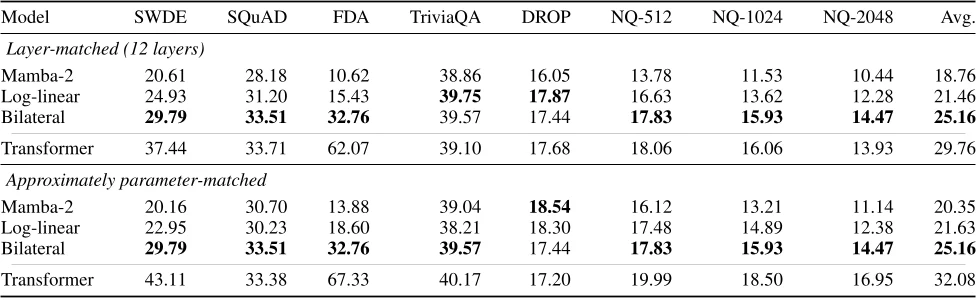 Model SWDE SQuAD FDA TriviaQA DROP NQ-512 NQ-1024 NQ-2048 Avg.
Layer-matched (12 layers)
Mamba-2 20.61 28.18 10.62 38.86 16.05 13.78 11.53 10.44 18.76
Log-linear 24.93 31.20 15.43 39.75 17.87 16.63 13.62 12.28 21.46
Bilateral 29.79 33.51 32.76 39.57 17.44 17.83 15.93 14.47 25.16
Transformer 37.44 33.71 62.07 39.10 17.68 18.06 16.06 13.93 29.76
Approximately parameter-matched
Mamba-2 20.16 30.70 13.88 39.04 18.54 16.12 13.21 11.14 20.35
Log-linear 22.95 30.23 18.60 38.21 18.30 17.48 14.89 12.38 21.63
Bilateral 29.79 33.51 32.76 39.57 17.44 17.83 15.93 14.47 25.16
Transformer 43.11 33.38 67.33 40.17 17.20 19.99 18.50 16.95 32.08